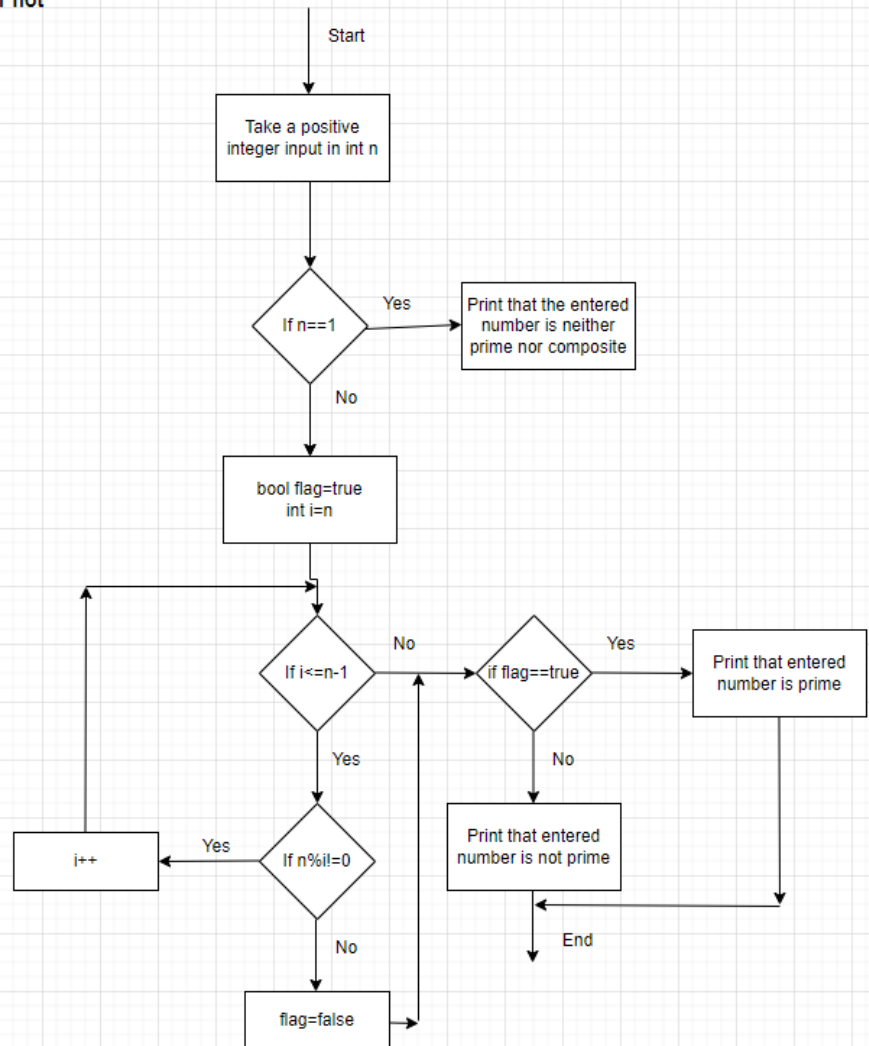 Start
Take a positive
integer input in int n
If n==1
Yes
Print that the entered
number is neither
prime nor composite
No
bool flag=true
int i=n
If i<=n-1
No
if flag==true
Yes
Print that entered
number is prime
Yes
No
Print that entered
number is not prime
i++
Yes
If n%i!=0
End
No
flag=false